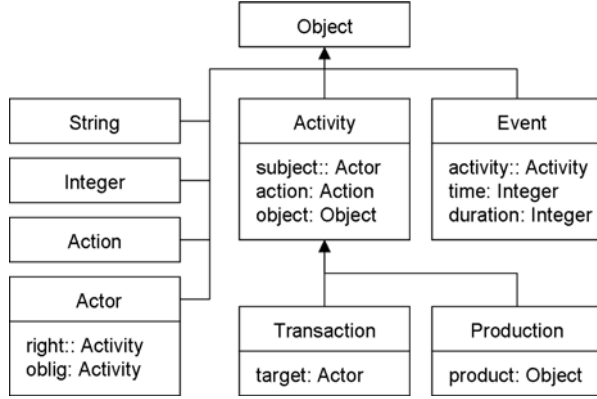 Object
String
Integer
Action
Actor
right:: Activity
oblig: Activity
Activity
subject:: Actor
action: Action
object: Object
Event
activity:: Activity
time: Integer
duration: Integer
Transaction
target: Actor
Production
product: Object